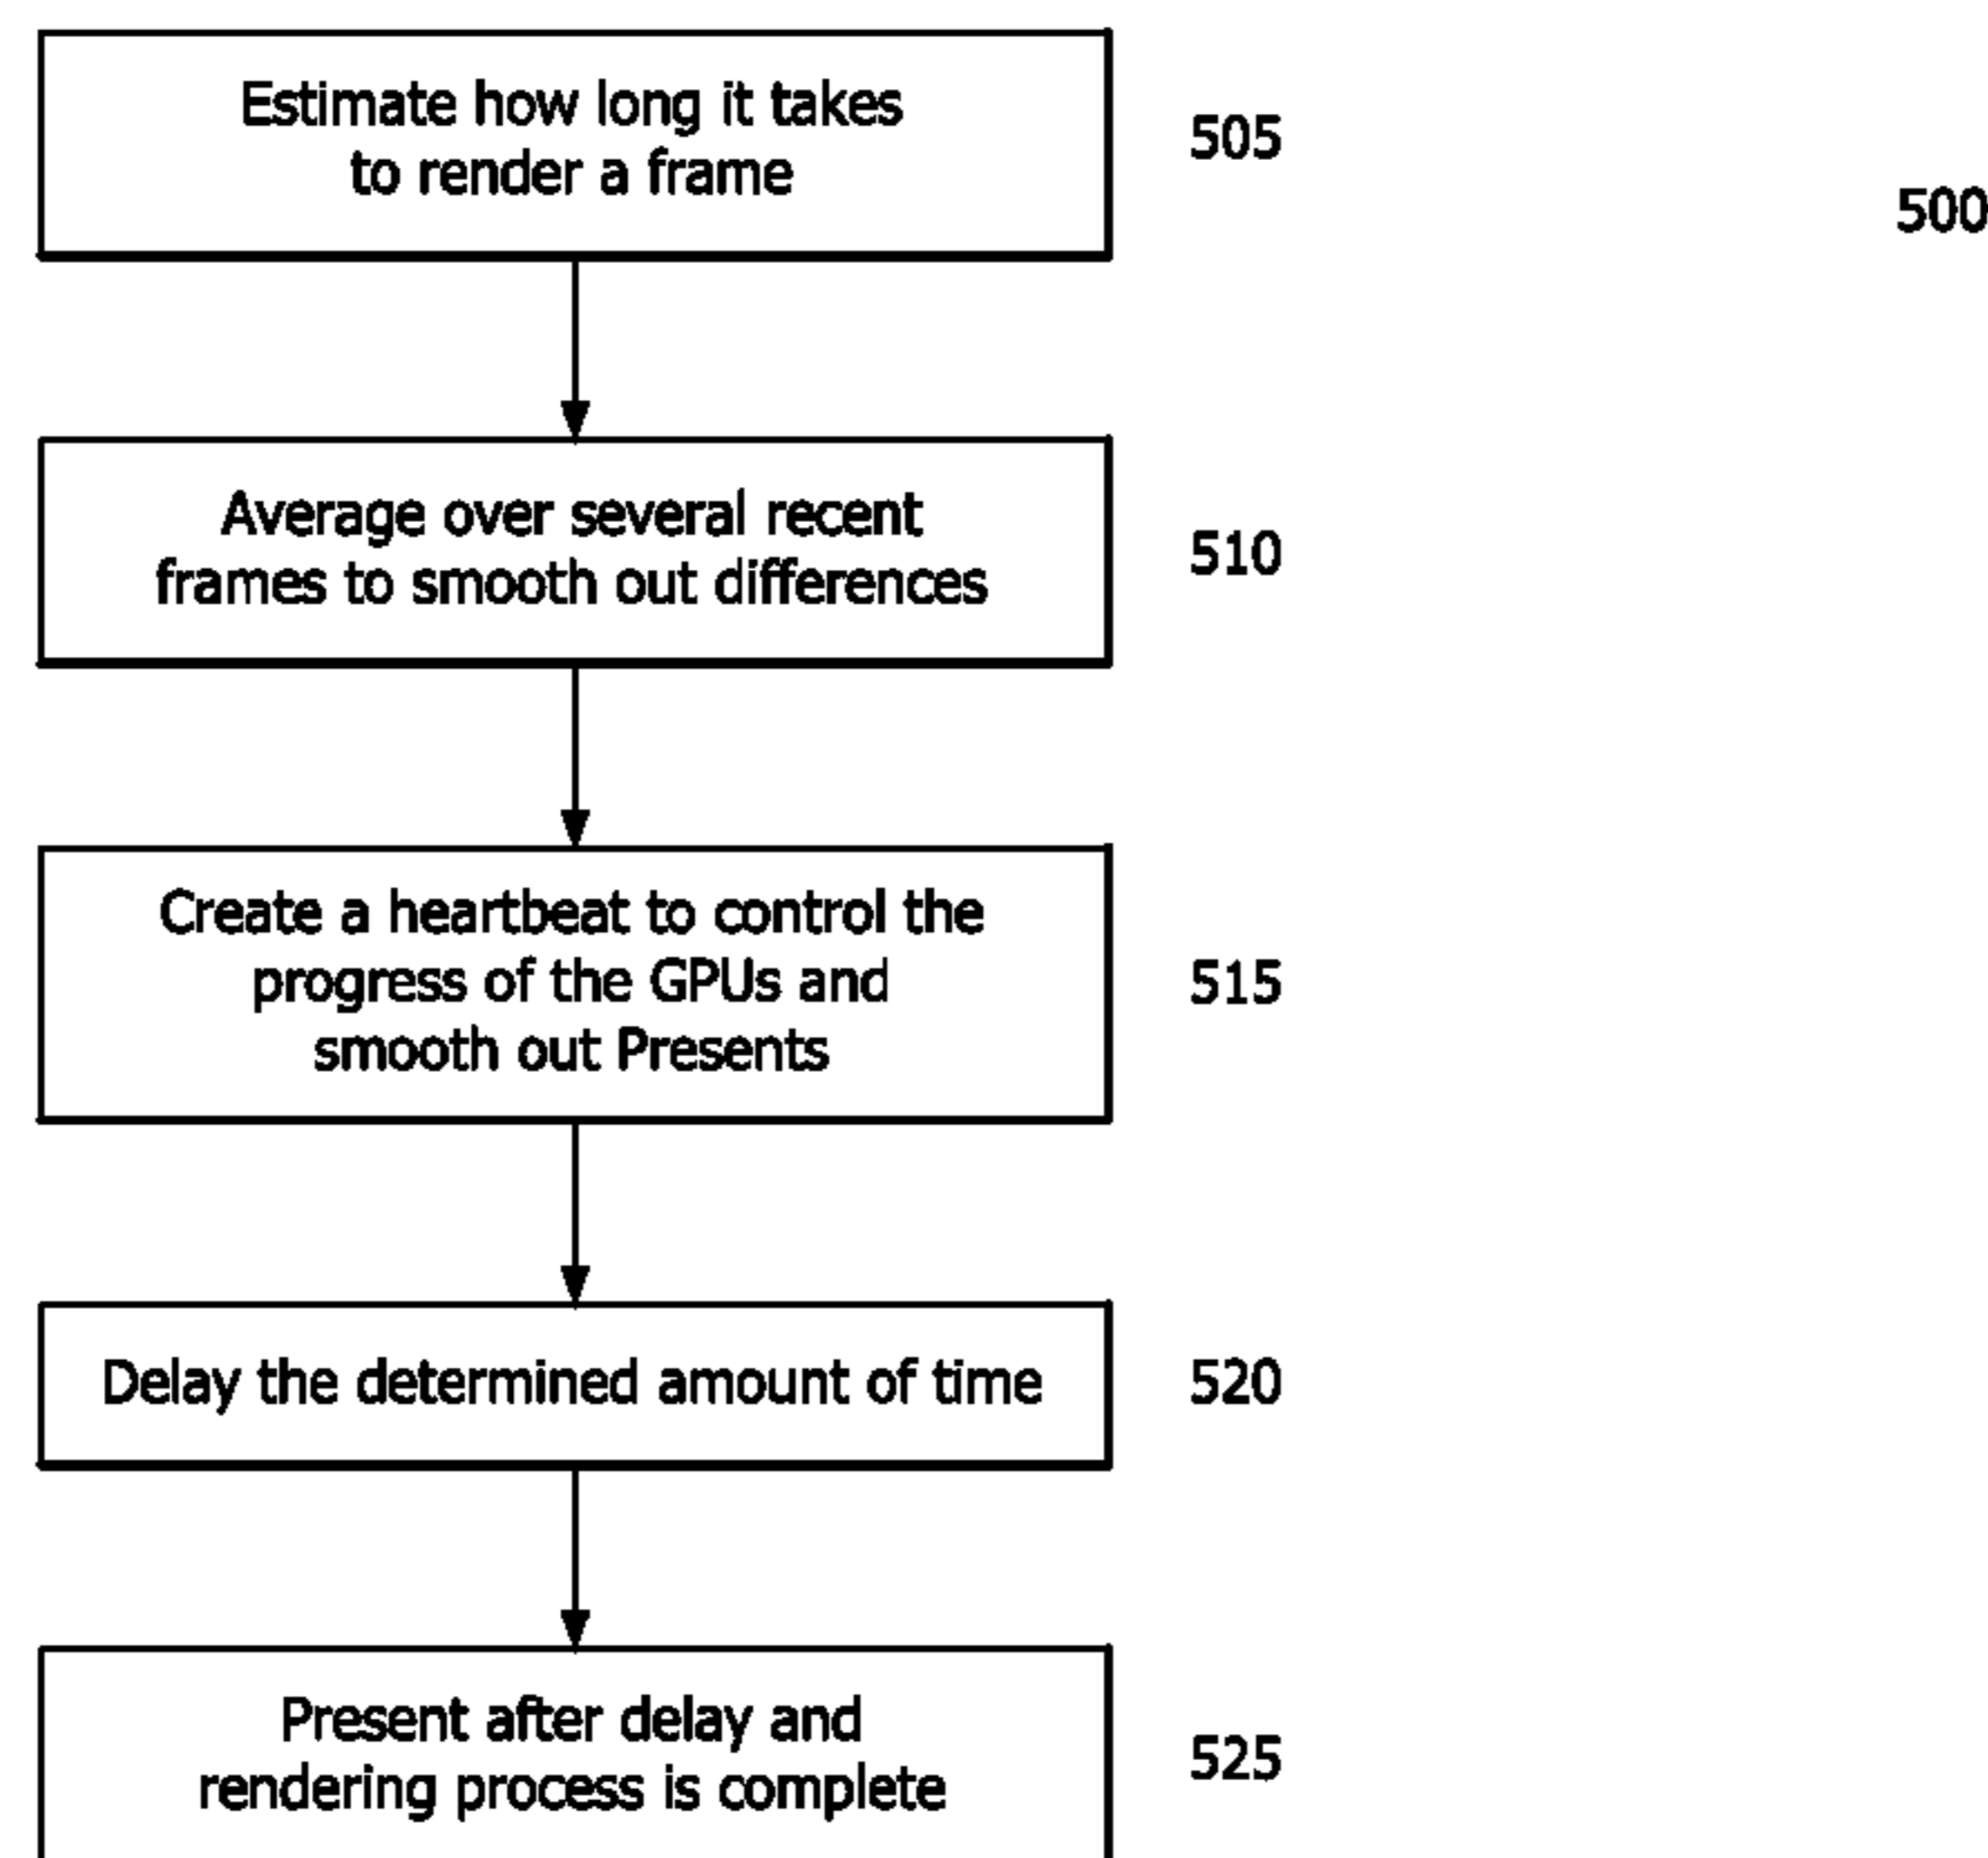 Estimate how long it takes
to render a frame
505
500
Average over several recent
frames to smooth out differences
510
Create a heartbeat to control the
progress of the GPUs and
smooth out Presents
515
Delay the determined amount of time
520
Present after delay and
rendering process is complete
525